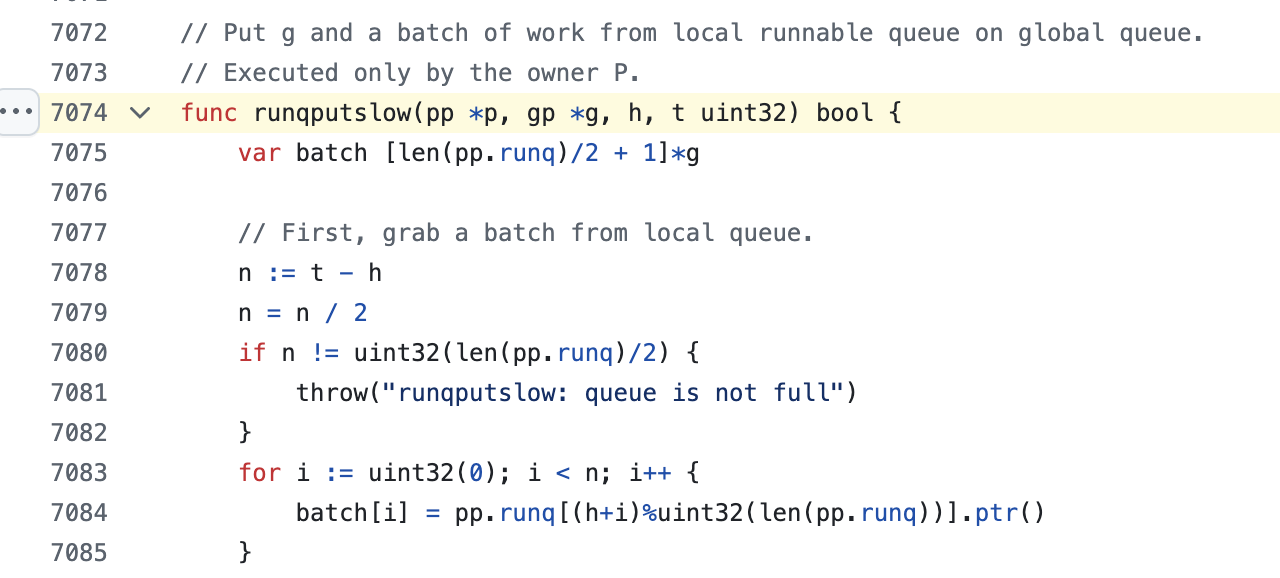 7072 // Put g and a batch of work from local runnable queue on global queue.
7073 // Executed only by the owner P.
7074 func runqputslow(pp *p, gp *g, h, t uint32) bool {
7075 var batch [len(pp.runq)/2 + 1]*g
7076
7077 // First, grab a batch from local queue.
7078 n := t - h
7079 n = n / 2
7080 if n != uint32(len(pp.runq)/2) {
7081 throw("runqputslow: queue is not full")
7082 }
7083 for i := uint32(0); i < n; i++ {
7084 batch[i] = pp.runq[(h+i)%uint32(len(pp.runq))].ptr()
7085 }